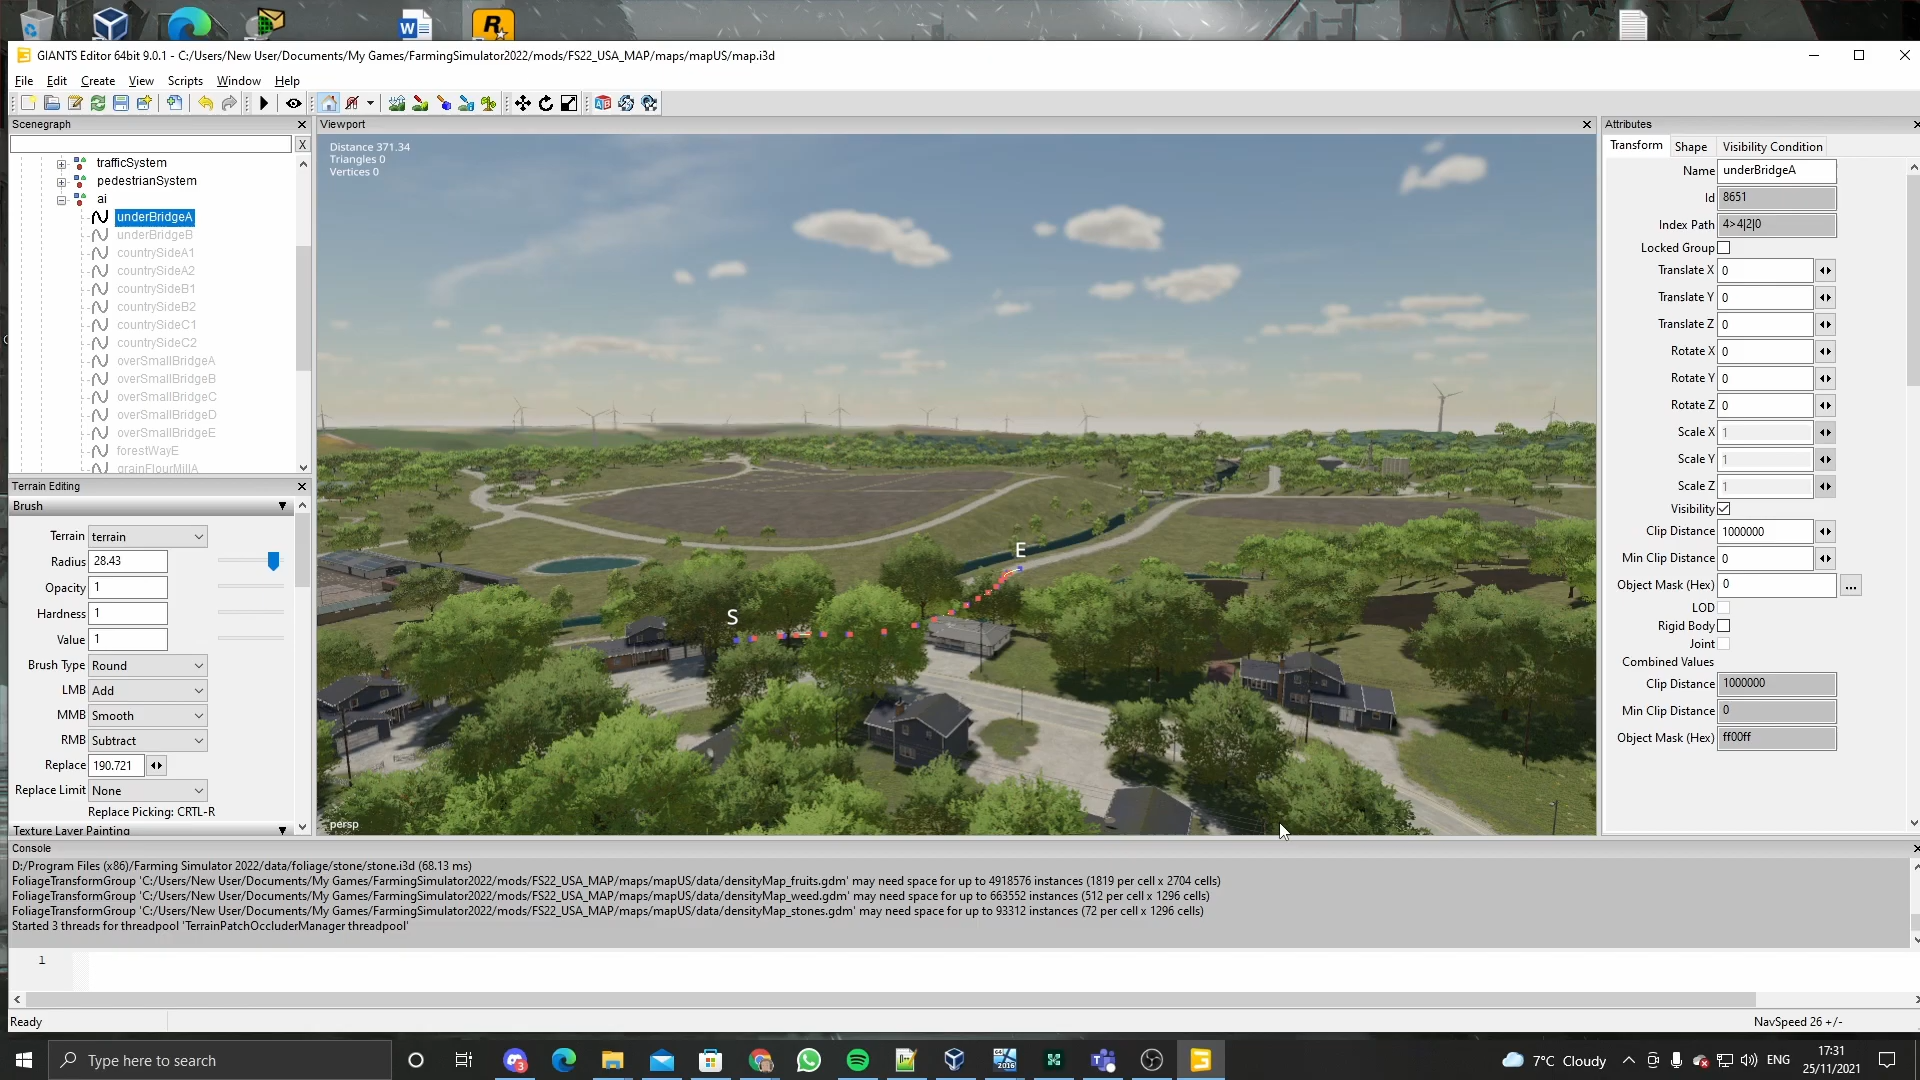 W
R
GIANTS Editor 64bit 9.0.1 - C:/Users/New User/Documents/My Games/FarmingSimulator2022/mods/FS22_USA_MAP/maps/mapUS/map.i3d
File Edit Create View Scripts Window Help
Scenegraph
X
trafficSystem
pedestrianSystem
ai
underBridgeA
underBridgeB
countrySideA1
countrySideA2
countrySideB1
countrySideB2
countrySideC1
countrySideC2
overSmallBridgeA
overSmallBridgeB
overSmallBridgeC
overSmallBridgeD
overSmallBridgeE
forestWayE
grainFlourMillA
Terrain Editing
Brush
Terrain terrain
Radius 28.43
Opacity 1
Hardness 1
Value 1
Brush Type Round
LMB Add
MMB Smooth
RMB Subtract
Replace 190.721
Replace Limit None
Replace Picking: CRTL-R
Texture Layer Painting
Viewport
Distance 371.34
Triangles 0
Vertices 0
E
S
persp
Attributes
Transform Shape Visibility Condition
Name underBridgeA
Id 8651
Index Path 4>4|2|0
Locked Group
Translate X 0
Translate Y 0
Translate Z 0
Rotate X 0
Rotate Y 0
Rotate Z 0
Scale X 1
Scale Y 1
Scale Z 1
Visibility
Clip Distance 1000000
Min Clip Distance 0
Object Mask (Hex) 0 ...
LOD
Rigid Body
Joint
Combined Values
Clip Distance 1000000
Min Clip Distance 0
Object Mask (Hex) ff00ff
Console
D:/Program Files (x86)/Farming Simulator 2022/data/foliage/stone/stone.i3d (68.13 ms)
FoliageTransformGroup 'C:/Users/New User/Documents/My Games/FarmingSimulator2022/mods/FS22_USA_MAP/maps/mapUS/data/densityMap_fruits.gdm' may need space for up to 4918576 instances (1819 per cell x 2704 cells)
FoliageTransformGroup 'C:/Users/New User/Documents/My Games/FarmingSimulator2022/mods/FS22_USA_MAP/maps/mapUS/data/densityMap_weed.gdm' may need space for up to 663552 instances (512 per cell x 1296 cells)
FoliageTransformGroup 'C:/Users/New User/Documents/My Games/FarmingSimulator2022/mods/FS22_USA_MAP/maps/mapUS/data/densityMap_stones.gdm' may need space for up to 93312 instances (72 per cell x 1296 cells)
Started 3 threads for threadpool 'TerrainPatchOccluderManager threadpool'
1
Ready
NavSpeed 26 +/-
Type here to search
3
2016
7°C Cloudy
ENG
17:31
25/11/2021